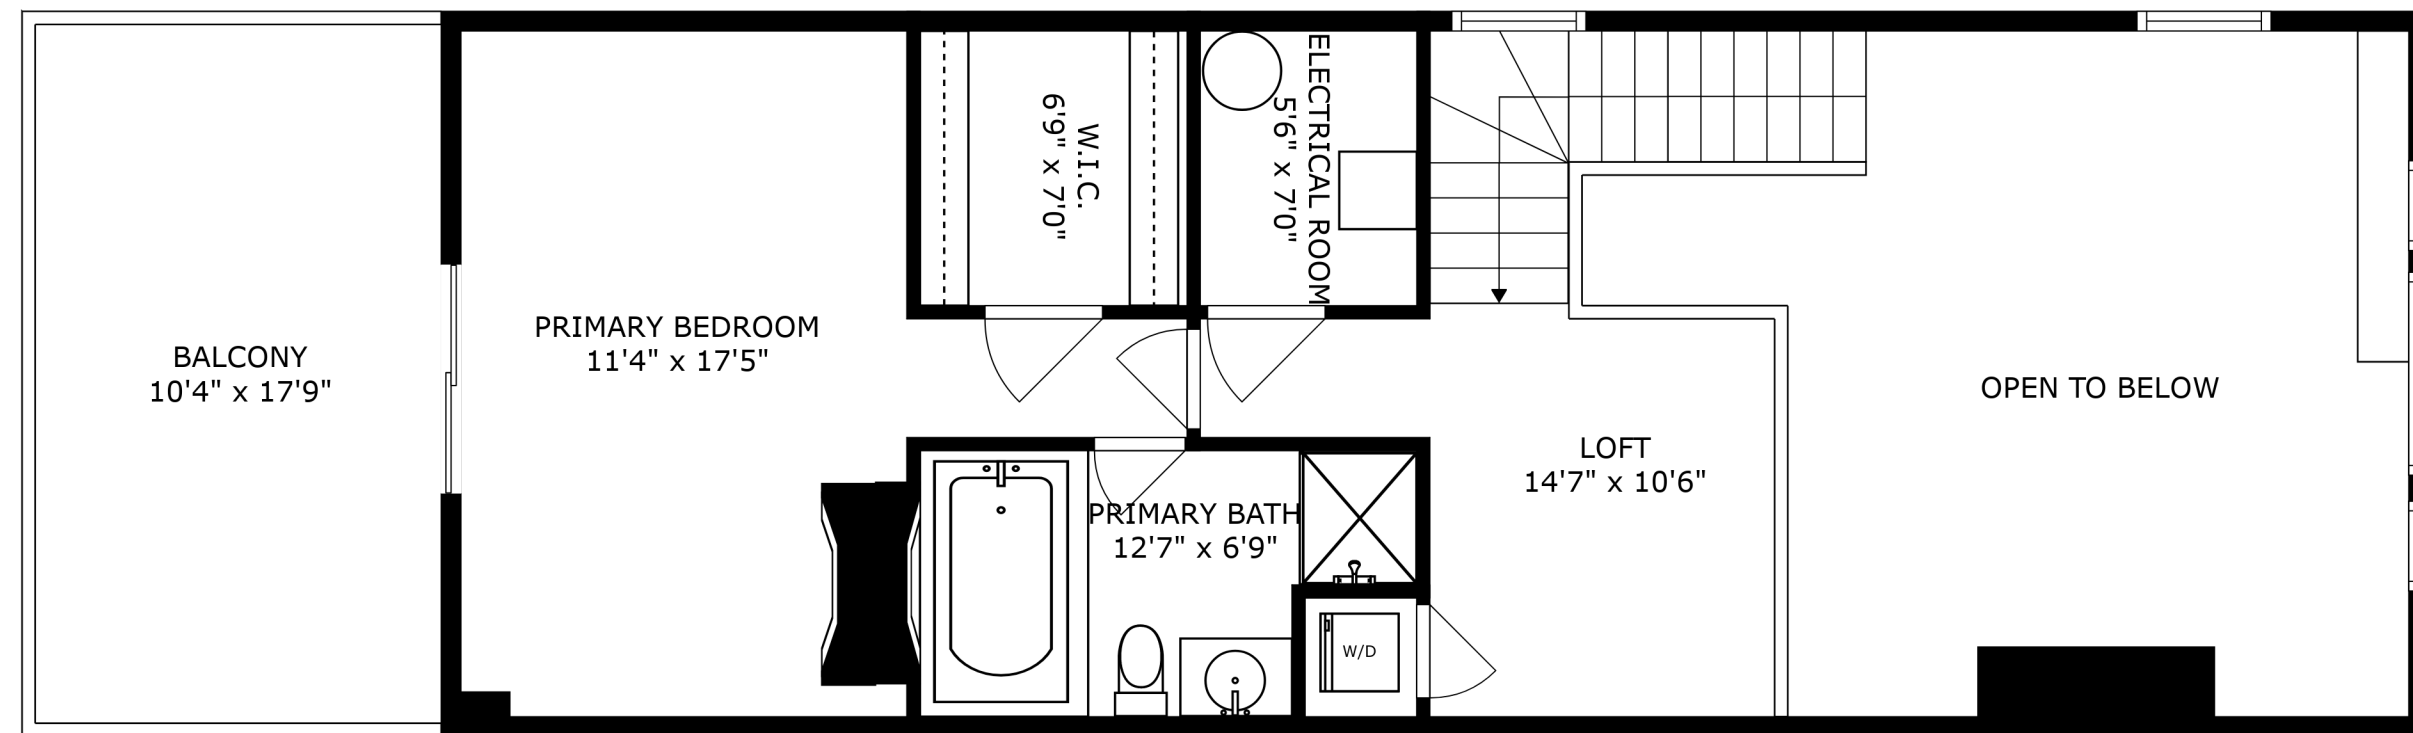 BALCONY
10'4" x 17'9"
PRIMARY BEDROOM
11'4" x 17'5"
W.I.C.
6'9" x 7'0"
ELECTRICAL ROOM
5'6" x 7'0"
PRIMARY BATH
12'7" x 6'9"
W/D
LOFT
14'7" x 10'6"
OPEN TO BELOW